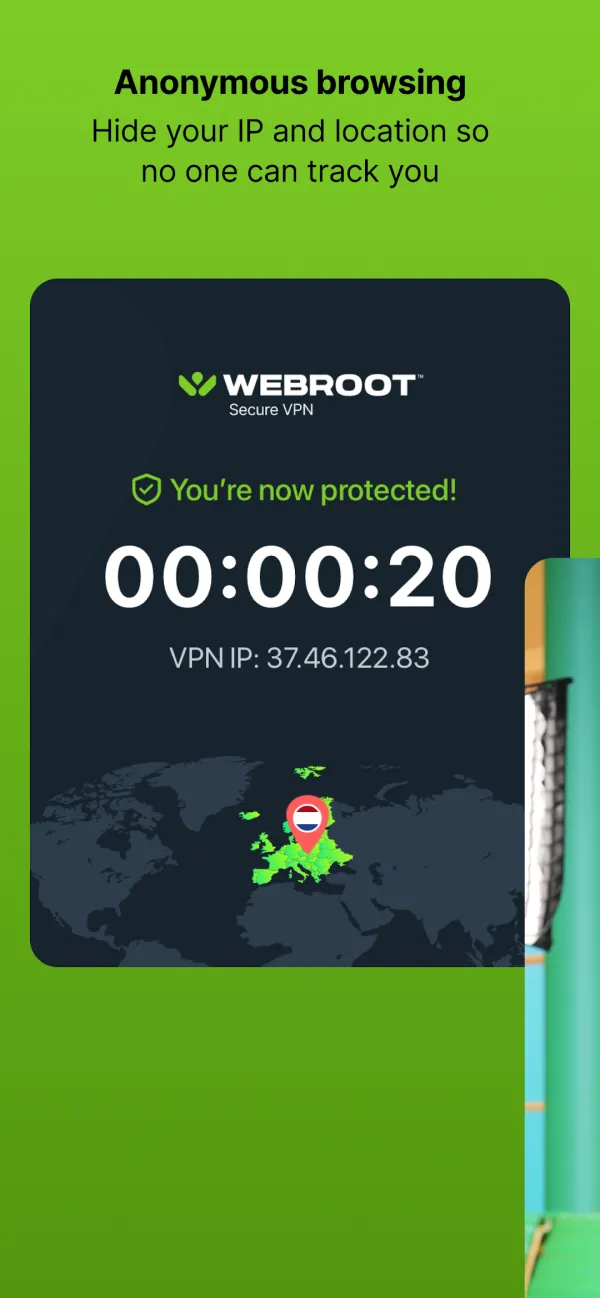 Anonymous browsing
Hide your IP and location so
no one can track you
WEBROOT™
Secure VPN
You’re now protected!
00:00:20
VPN IP: 37.46.122.83